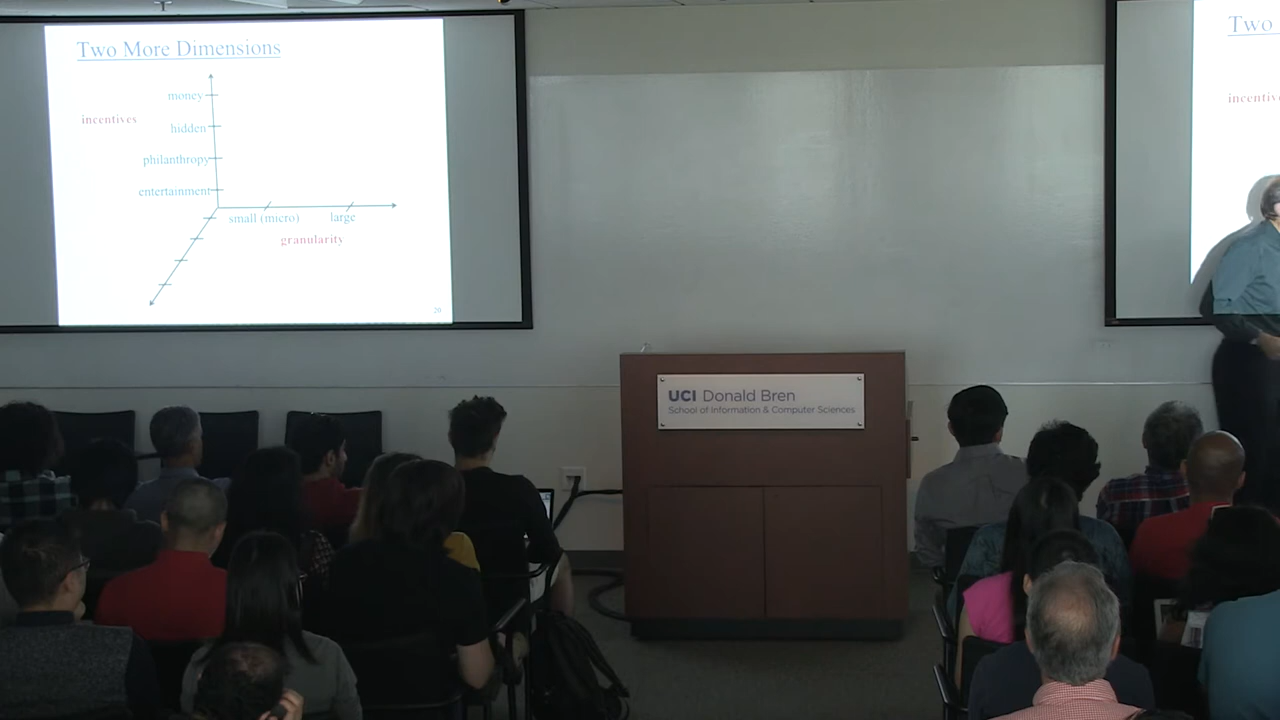 Two More Dimensions
money
incentives
hidden
philanthropy
entertainment
small (micro) large
granularity
20
Two
UCI Donald Bren
School of Information & Computer Sciences